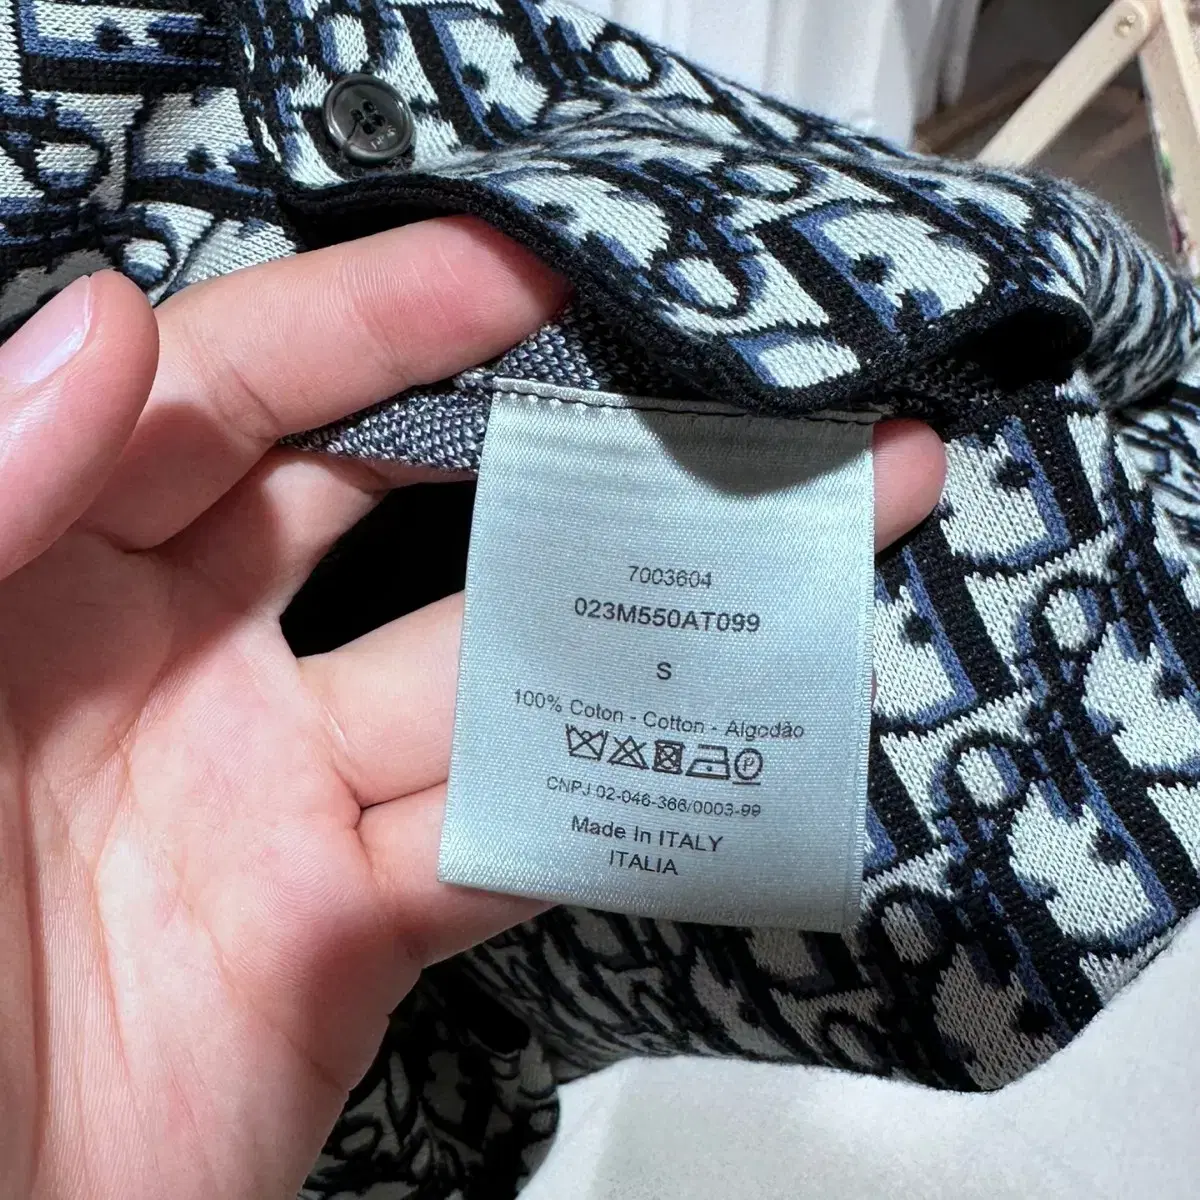 7003604
023M550AT099
S
100% Coton - Cotton - Algodão
CNPJ 02-046-366/0003-99
Made In ITALY
ITALIA